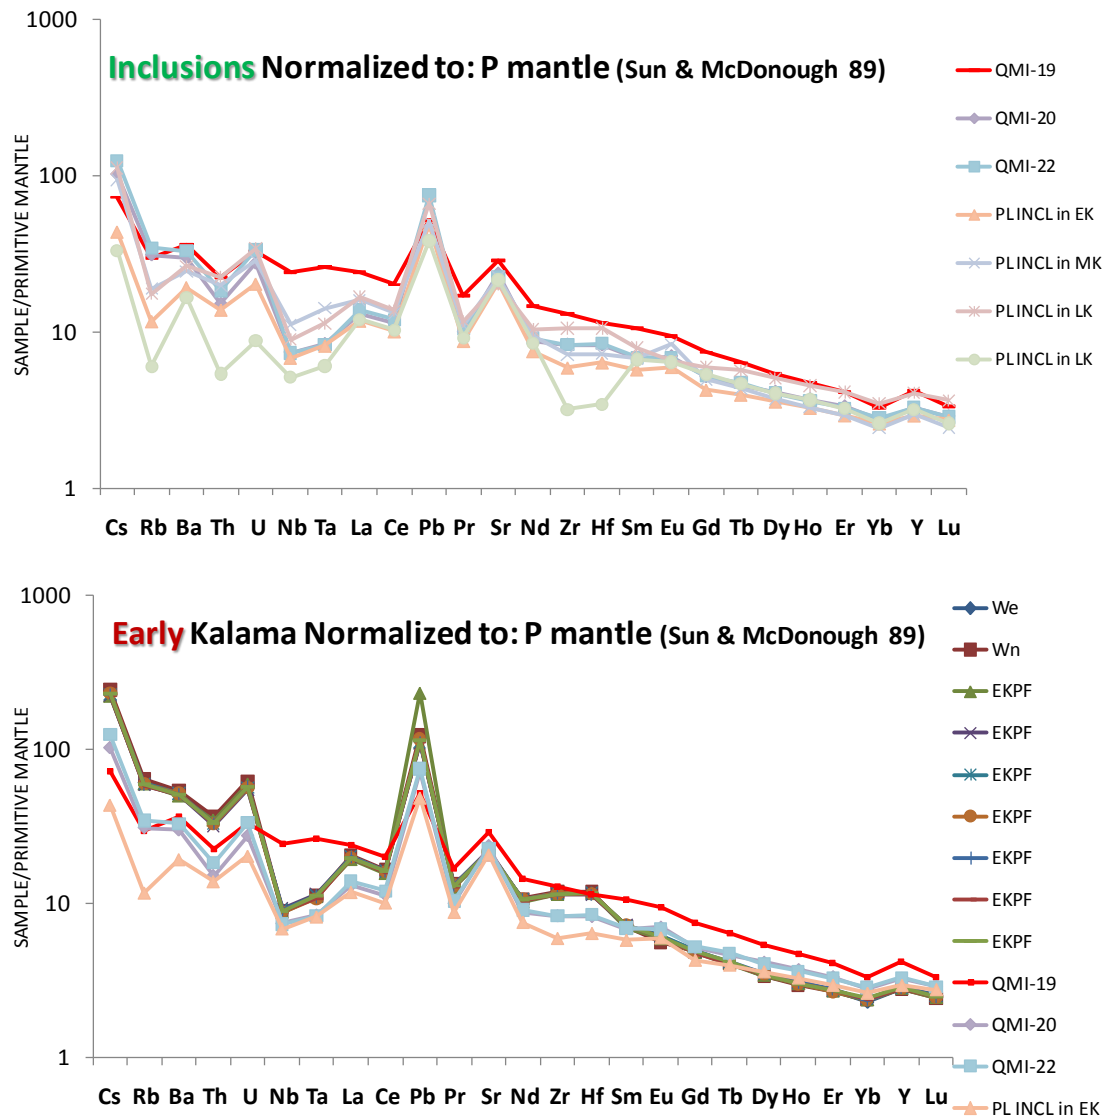 1000
Inclusions Normalized to: P mantle (Sun & McDonough 89)
100
10
1
SAMPLE/PRIMITIVE MANTLE
Cs Rb Ba Th U Nb Ta La Ce Pb Pr Sr Nd Zr Hf Sm Eu Gd Tb Dy Ho Er Yb Y Lu
QMI-19
QMI-20
QMI-22
PL INCL in EK
PL INCL in MK
PL INCL in LK
PL INCL in LK
1000
Early Kalama Normalized to: P mantle (Sun & McDonough 89)
100
10
1
SAMPLE/PRIMITIVE MANTLE
Cs Rb Ba Th U Nb Ta La Ce Pb Pr Sr Nd Zr Hf Sm Eu Gd Tb Dy Ho Er Yb Y Lu
We
Wn
EKPF
EKPF
EKPF
EKPF
EKPF
EKPF
EKPF
QMI-19
QMI-20
QMI-22
PL INCL in EK